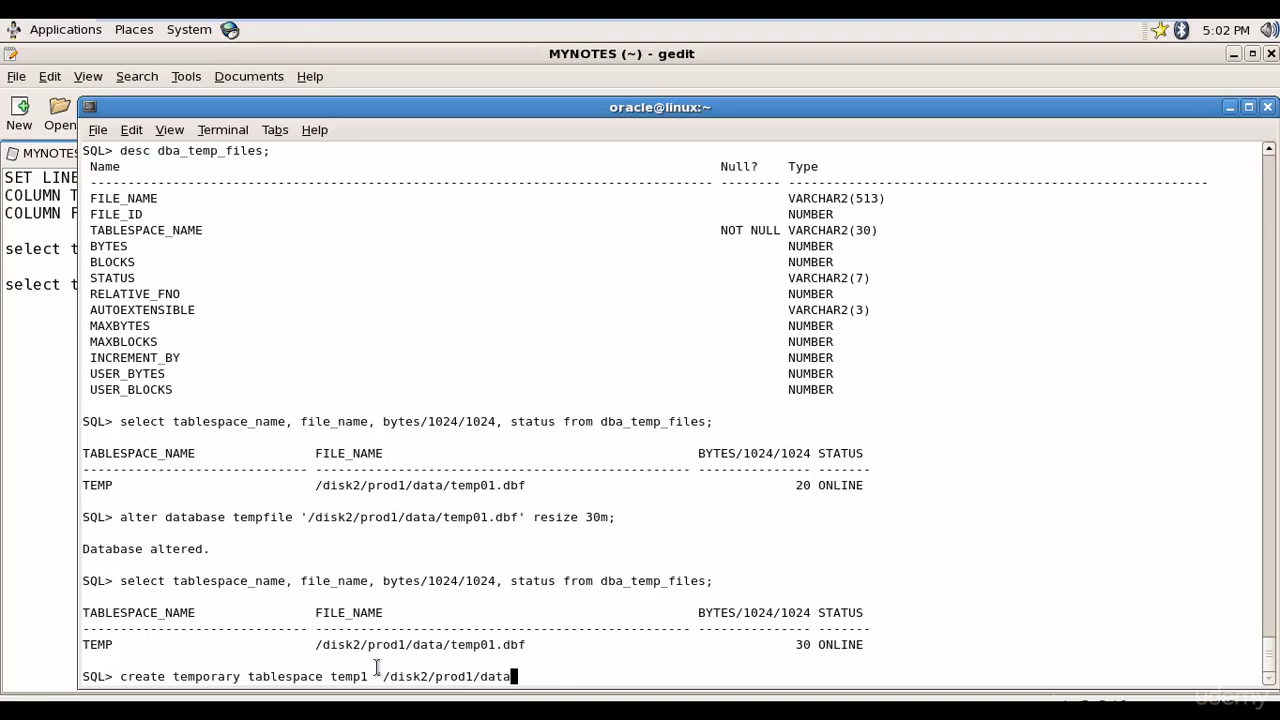 Applications Places System 5:02 PM
MYNOTES (~) - gedit
File Edit View Search Tools Documents Help
New Open
oracle@linux:~
File Edit View Terminal Tabs Help
MYNOTES
SET LINE
COLUMN T
COLUMN F
select t
select t
SQL> desc dba_temp_files;
Name Null? Type
----------------------------------------------------------------------------------- -------- --------------------------------------------------------
FILE_NAME VARCHAR2(513)
FILE_ID NUMBER
TABLESPACE_NAME NOT NULL VARCHAR2(30)
BYTES NUMBER
BLOCKS NUMBER
STATUS VARCHAR2(7)
RELATIVE_FNO NUMBER
AUTOEXTENSIBLE VARCHAR2(3)
MAXBYTES NUMBER
MAXBLOCKS NUMBER
INCREMENT_BY NUMBER
USER_BYTES NUMBER
USER_BLOCKS NUMBER
SQL> select tablespace_name, file_name, bytes/1024/1024, status from dba_temp_files;
TABLESPACE_NAME FILE_NAME BYTES/1024/1024 STATUS
------------------------------ -------------------------------------------------- --------------- -------
TEMP /disk2/prod1/data/temp01.dbf 20 ONLINE
SQL> alter database tempfile '/disk2/prod1/data/temp01.dbf' resize 30m;
Database altered.
SQL> select tablespace_name, file_name, bytes/1024/1024, status from dba_temp_files;
TABLESPACE_NAME FILE_NAME BYTES/1024/1024 STATUS
------------------------------ -------------------------------------------------- --------------- -------
TEMP /disk2/prod1/data/temp01.dbf 30 ONLINE
SQL> create temporary tablespace temp1 '/disk2/prod1/data
udemy